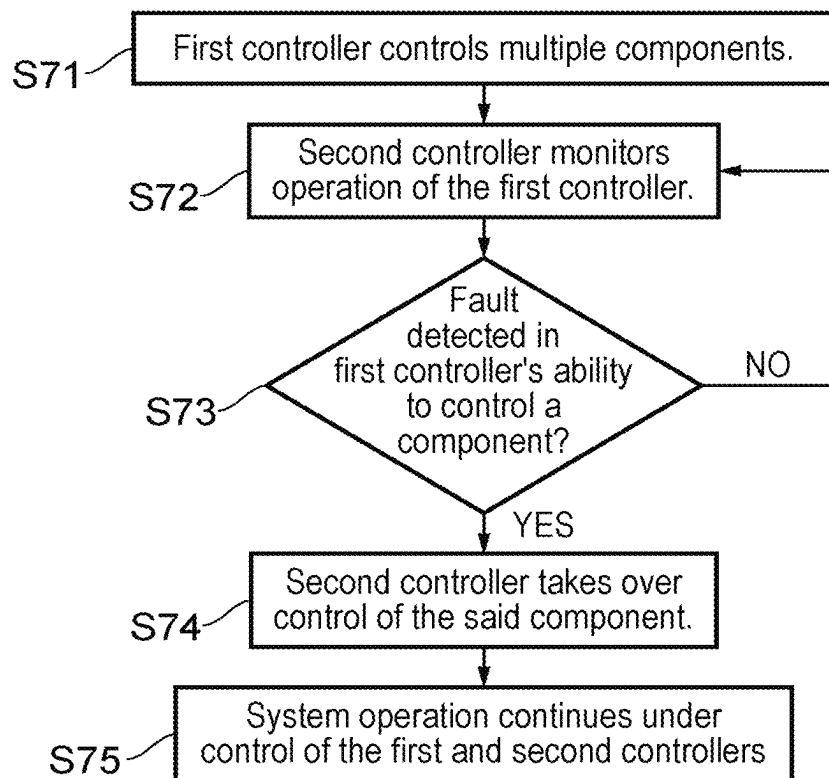 S71
First controller controls multiple components.
S72
Second controller monitors
operation of the first controller.
S73
Fault
detected in
first controller's ability
to control a
component?
NO
YES
S74
Second controller takes over
control of the said component.
S75
System operation continues under
control of the first and second controllers